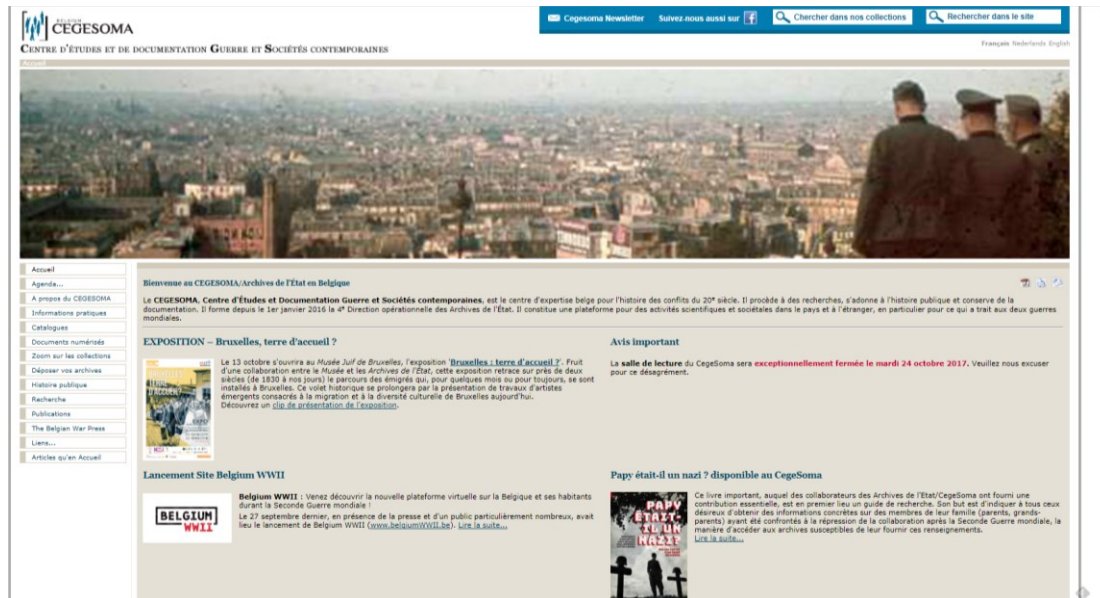 BELGIUM
CEGESOMA
CENTRE D'ÉTUDES ET DE DOCUMENTATION GUERRE ET SOCIÉTÉS CONTEMPORAINES
Cegesoma Newsletter
Suivez-nous aussi sur
Chercher dans nos collections
Rechercher dans le site
Français Nederlands English
Accueil
Accueil
Agenda...
A propos du CEGESOMA
Informations pratiques
Catalogues
Documents numérisés
Zoom sur les collections
Déposer vos archives
Histoire publique
Recherche
Publications
The Belgian War Press
Liens...
Articles qu'en Accueil
Bienvenue au CEGESOMA/Archives de l'État en Belgique
Le CEGESOMA, Centre d'Études et Documentation Guerre et Sociétés contemporaines, est le centre d'expertise belge pour l'histoire des conflits du 20e siècle. Il procède à des recherches, s'adonne à l'histoire publique et conserve de la
documentation. Il forme depuis le 1er janvier 2016 la 4e Direction opérationnelle des Archives de l'État. Il constitue une plateforme pour des activités scientifiques et sociétales dans le pays et à l'étranger, en particulier pour ce qui a trait aux deux guerres
mondiales.
EXPOSITION – Bruxelles, terre d'accueil ?
Le 13 octobre s'ouvrira au Musée Juif de Bruxelles, l'exposition 'Bruxelles : terre d'accueil ?'. Fruit
d'une collaboration entre le Musée et les Archives de l'État, cette exposition retrace sur près de deux
siècles (de 1830 à nos jours) le parcours des émigrés qui, pour quelques mois ou pour toujours, se sont
installés à Bruxelles. Ce volet historique se prolongera par la présentation de travaux d'artistes
émergents consacrés à la migration et à la diversité culturelle de Bruxelles aujourd'hui.
Découvrez un clip de présentation de l'exposition.
Avis important
La salle de lecture du CegeSoma sera exceptionnellement fermée le mardi 24 octobre 2017. Veuillez nous excuser
pour ce désagrément.
Lancement Site Belgium WWII
BELGIUM
WWII
Belgium WWII : Venez découvrir la nouvelle plateforme virtuelle sur la Belgique et ses habitants
durant la Seconde Guerre mondiale !
Le 27 septembre dernier, en présence de la presse et d'un public particulièrement nombreux, avait
lieu le lancement de Belgium WWII (www.belgiumWWII.be). Lire la suite...
Papy était-il un nazi ? disponible au CegeSoma
PAPY
ÉTAIT-
IL UN
NAZI?
Ce livre important, auquel des collaborateurs des Archives de l'Etat/CegeSoma ont fourni une
contribution essentielle, est en premier lieu un guide de recherche. Son but est d'indiquer à tous ceux
désireux d'obtenir des informations concrètes sur des membres de leur famille (parents, grands-
parents) ayant été confrontés à la répression de la collaboration après la Seconde Guerre mondiale, la
manière d'accéder aux archives susceptibles de leur fournir ces renseignements.
Lire la suite...